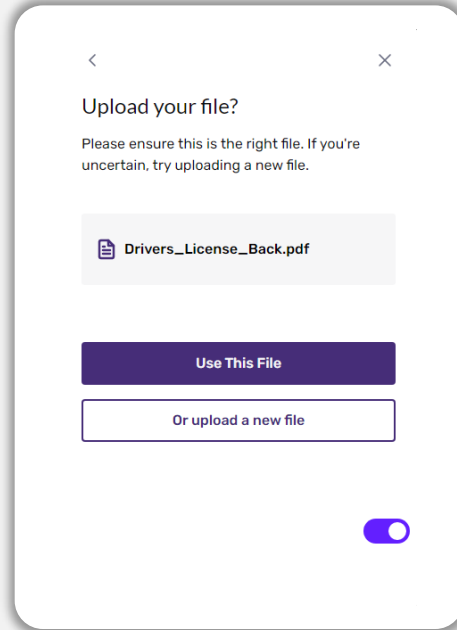 Upload your file?
Please ensure this is the right file. If you're
uncertain, try uploading a new file.
Drivers_License_Back.pdf
Use This File
Or upload a new file